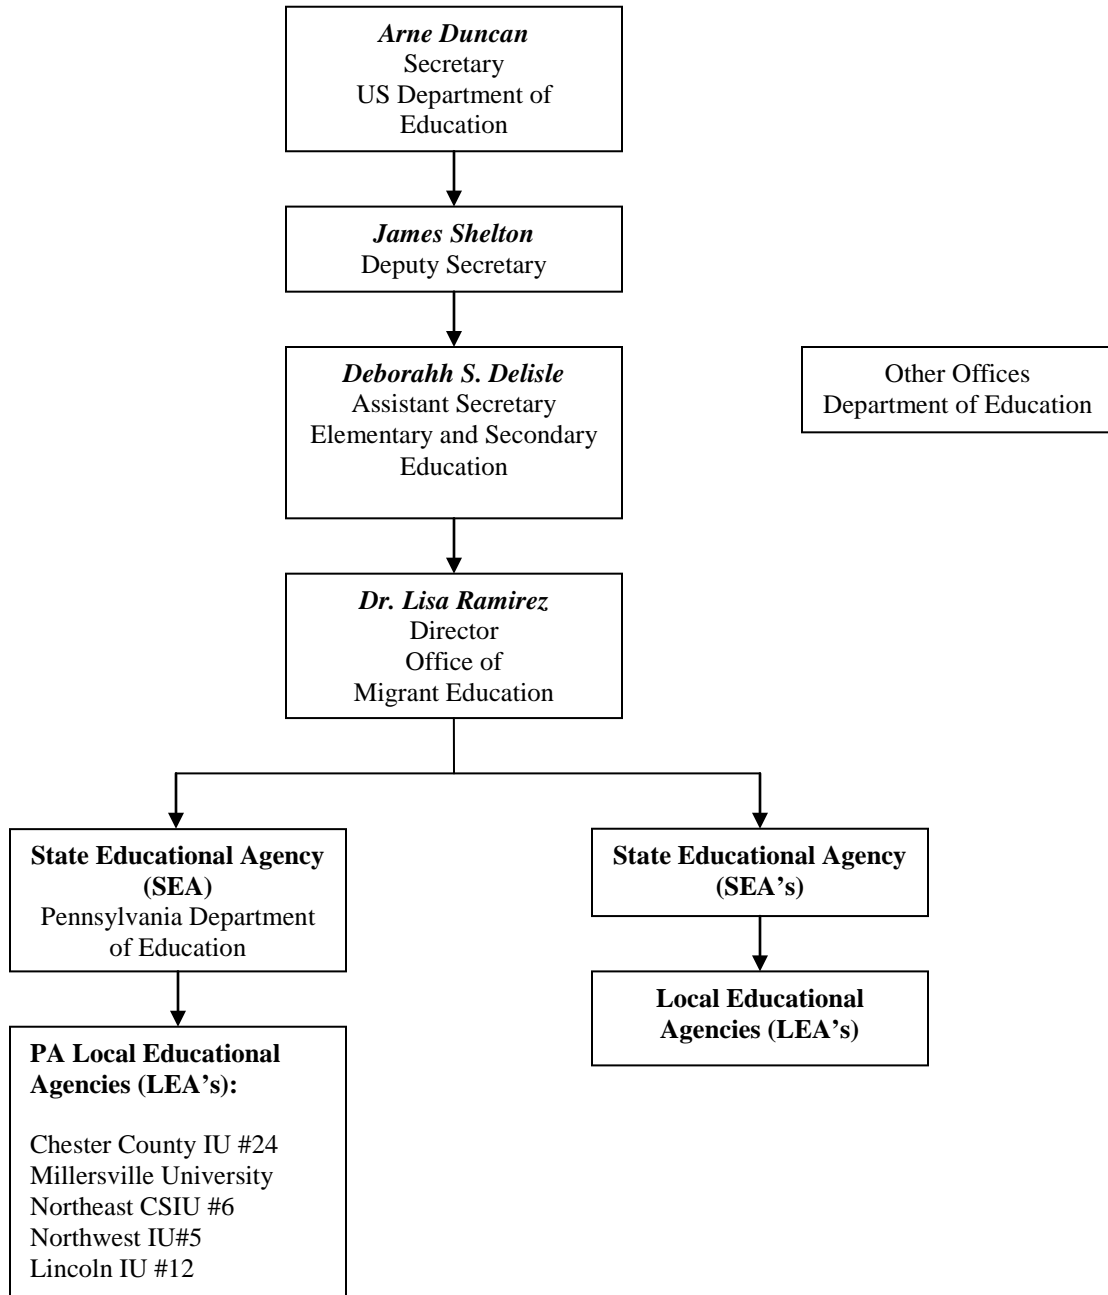 Arne Duncan
Secretary
US Department of
Education
James Shelton
Deputy Secretary
Deborahh S. Delisle
Assistant Secretary
Elementary and Secondary
Education
Other Offices
Department of Education
Dr. Lisa Ramirez
Director
Office of
Migrant Education
State Educational Agency
(SEA)
Pennsylvania Department
of Education
State Educational Agency
(SEA’s)
PA Local Educational
Agencies (LEA’s):
Chester County IU #24
Millersville University
Northeast CSIU #6
Northwest IU#5
Lincoln IU #12
Local Educational
Agencies (LEA’s)